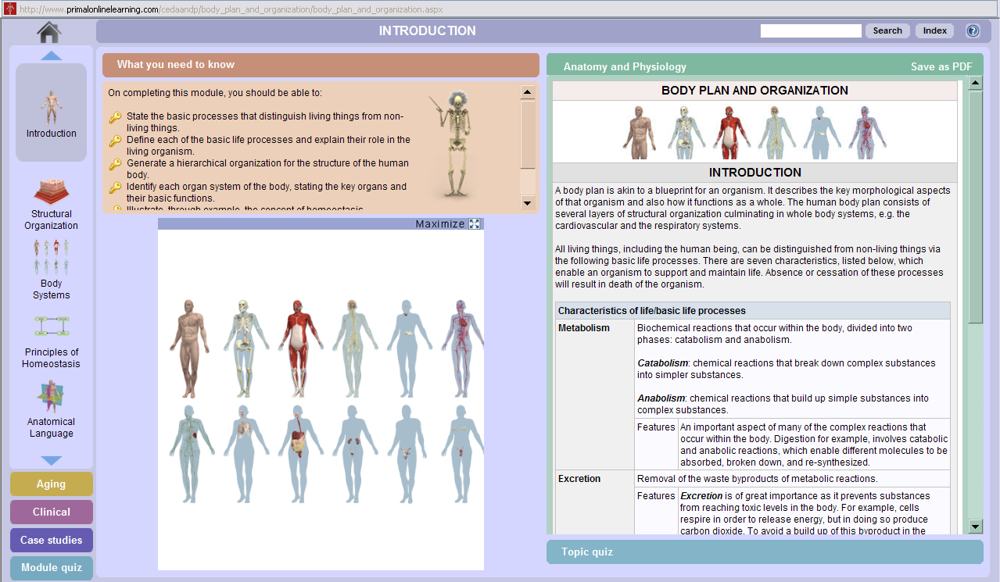 http://www.primalonlinelearning.com/cedaandp/body_plan_and_organization/body_plan_and_organization.aspx
INTRODUCTION
Search
Index
?
Introduction
Structural
Organization
Body
Systems
Principles of
Homeostasis
Anatomical
Language
Aging
Clinical
Case studies
Module quiz
What you need to know
On completing this module, you should be able to:
State the basic processes that distinguish living things from non-
living things.
Define each of the basic life processes and explain their role in the
living organism.
Generate a hierarchical organization for the structure of the human
body.
Identify each organ system of the body, stating the key organs and
their basic functions.
Illustrate, through example, the concept of homeostasis
Maximize
Anatomy and Physiology
Save as PDF
BODY PLAN AND ORGANIZATION
INTRODUCTION
A body plan is akin to a blueprint for an organism. It describes the key morphological aspects
of that organism and also how it functions as a whole. The human body plan consists of
several layers of structural organization culminating in whole body systems, e.g. the
cardiovascular and the respiratory systems.
All living things, including the human being, can be distinguished from non-living things via
the following basic life processes. There are seven characteristics, listed below, which
enable an organism to support and maintain life. Absence or cessation of these processes
will result in death of the organism.
Characteristics of life/basic life processes
Metabolism
Biochemical reactions that occur within the body, divided into two
phases: catabolism and anabolism.
Catabolism: chemical reactions that break down complex substances
into simpler substances.
Anabolism: chemical reactions that build up simple substances into
complex substances.
Features
An important aspect of many of the complex reactions that
occur within the body. Digestion for example, involves catabolic
and anabolic reactions, which enable different molecules to be
absorbed, broken down, and re-synthesized.
Excretion
Removal of the waste byproducts of metabolic reactions.
Features
Excretion is of great importance as it prevents substances
from reaching toxic levels in the body. For example, cells
respire in order to release energy, but in doing so produce
carbon dioxide. To avoid a build up of this byproduct in the
Topic quiz